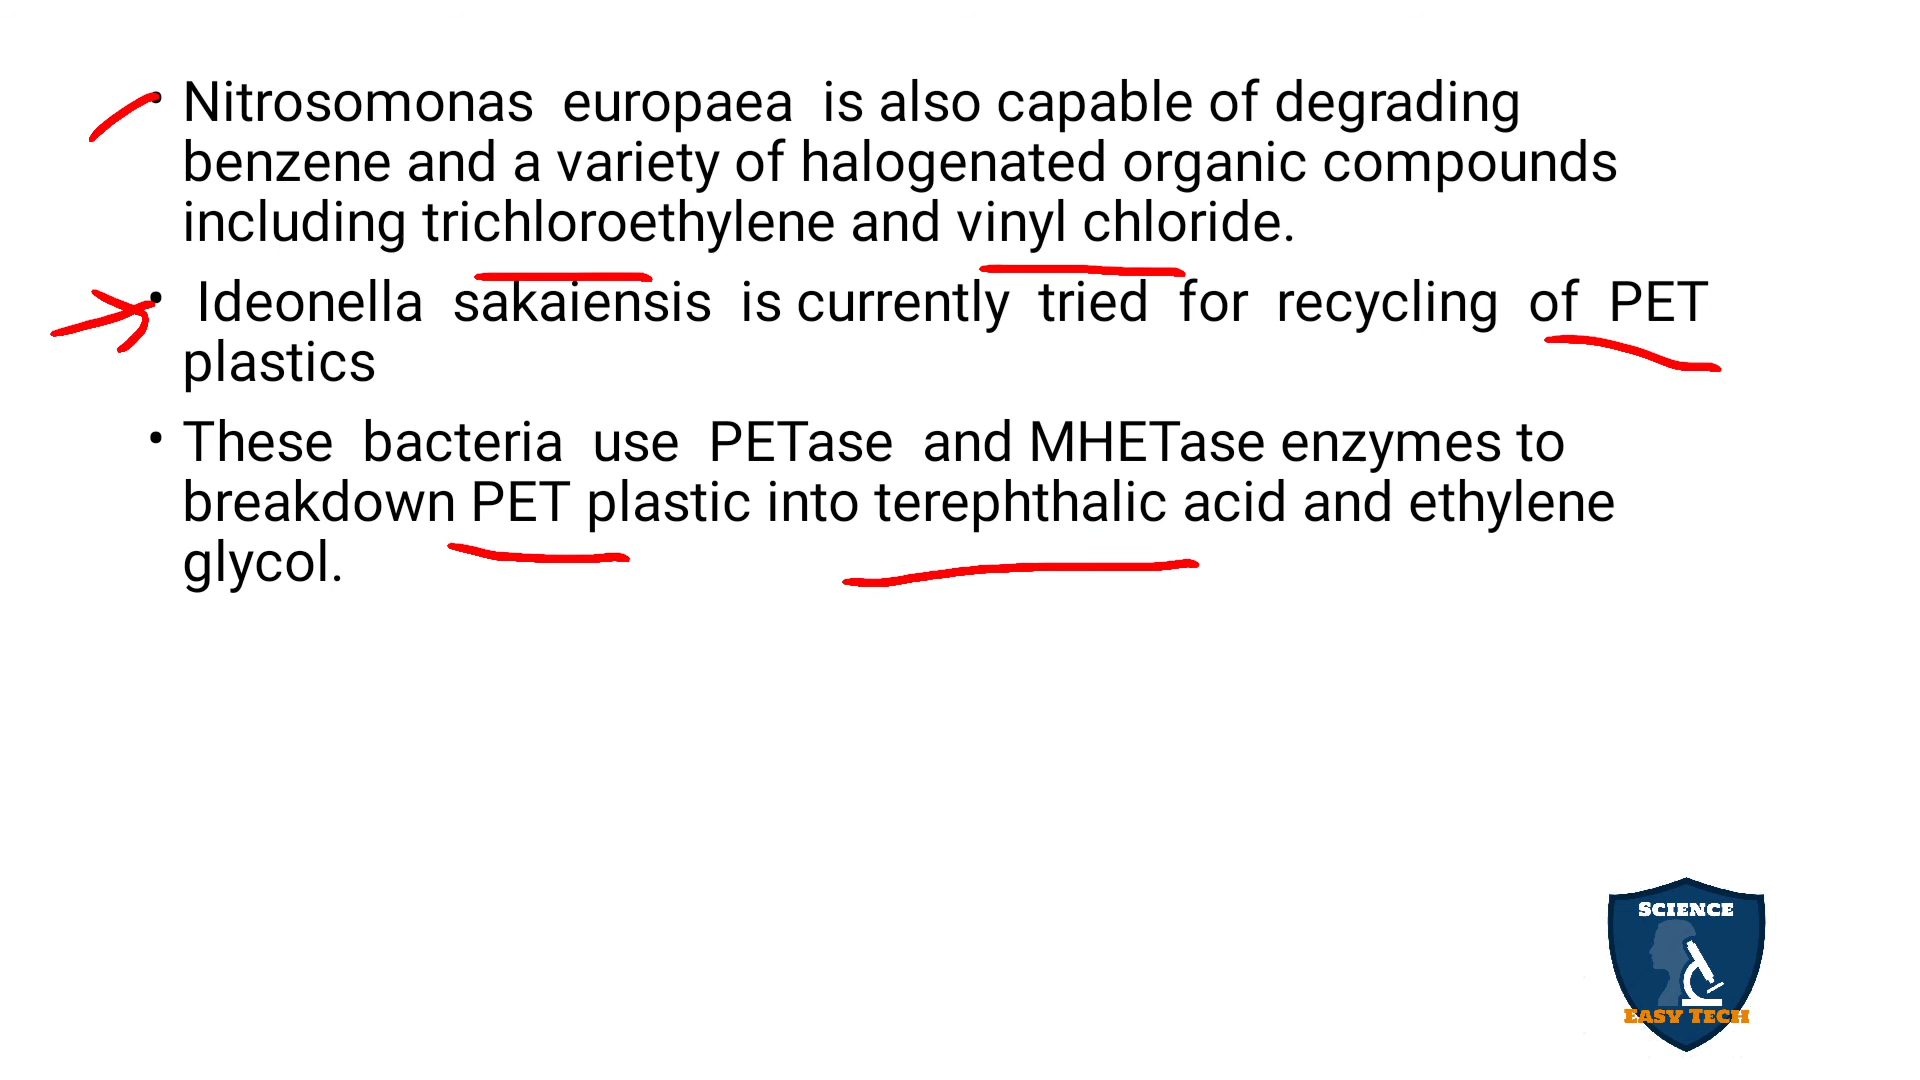 • Nitrosomonas europaea is also capable of degrading
benzene and a variety of halogenated organic compounds
including trichloroethylene and vinyl chloride.
• Ideonella sakaiensis is currently tried for recycling of PET
plastics
• These bacteria use PETase and MHETase enzymes to
breakdown PET plastic into terephthalic acid and ethylene
glycol.
SCIENCE
EASY TECH